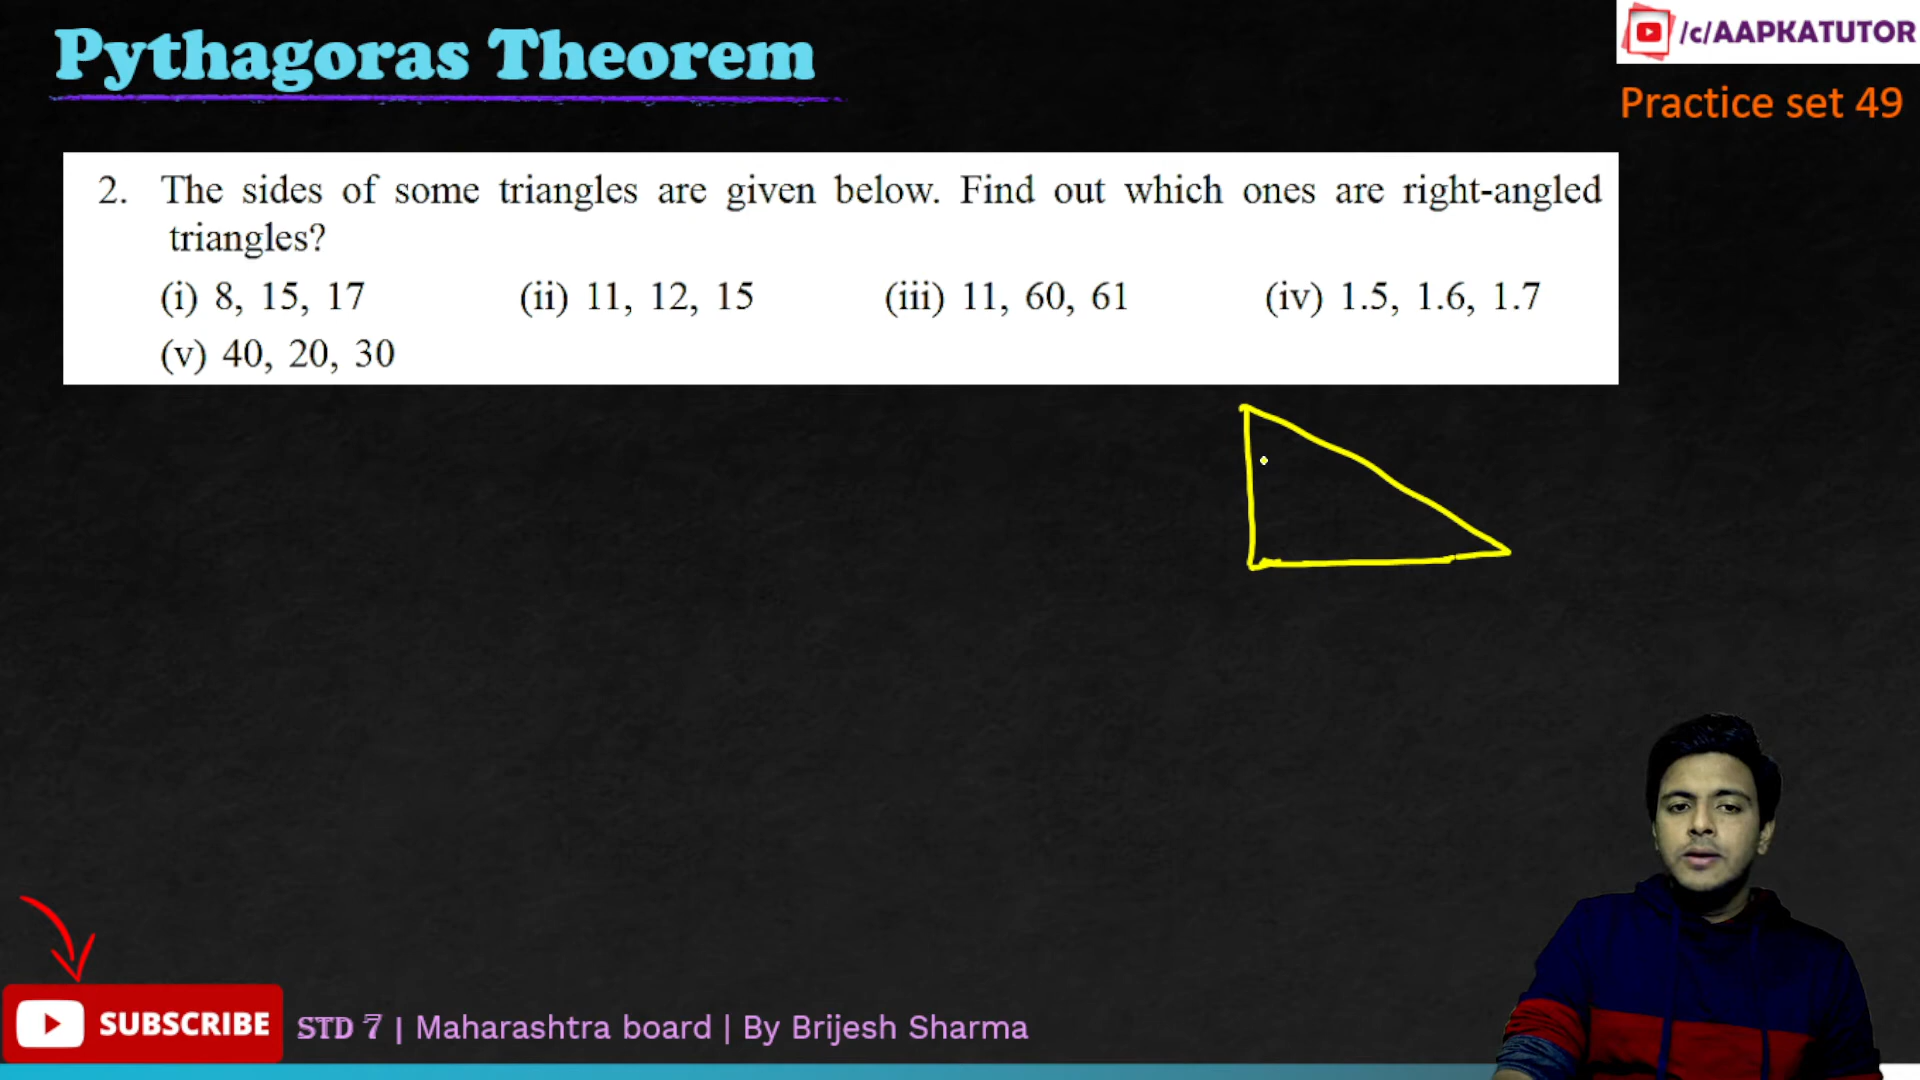 Pythagoras Theorem
/c/AAPKATUTOR
Practice set 49
2. The sides of some triangles are given below. Find out which ones are right-angled
triangles?
(i) 8, 15, 17 (ii) 11, 12, 15 (iii) 11, 60, 61 (iv) 1.5, 1.6, 1.7
(v) 40, 20, 30
SUBSCRIBE STD 7 | Maharashtra board | By Brijesh Sharma